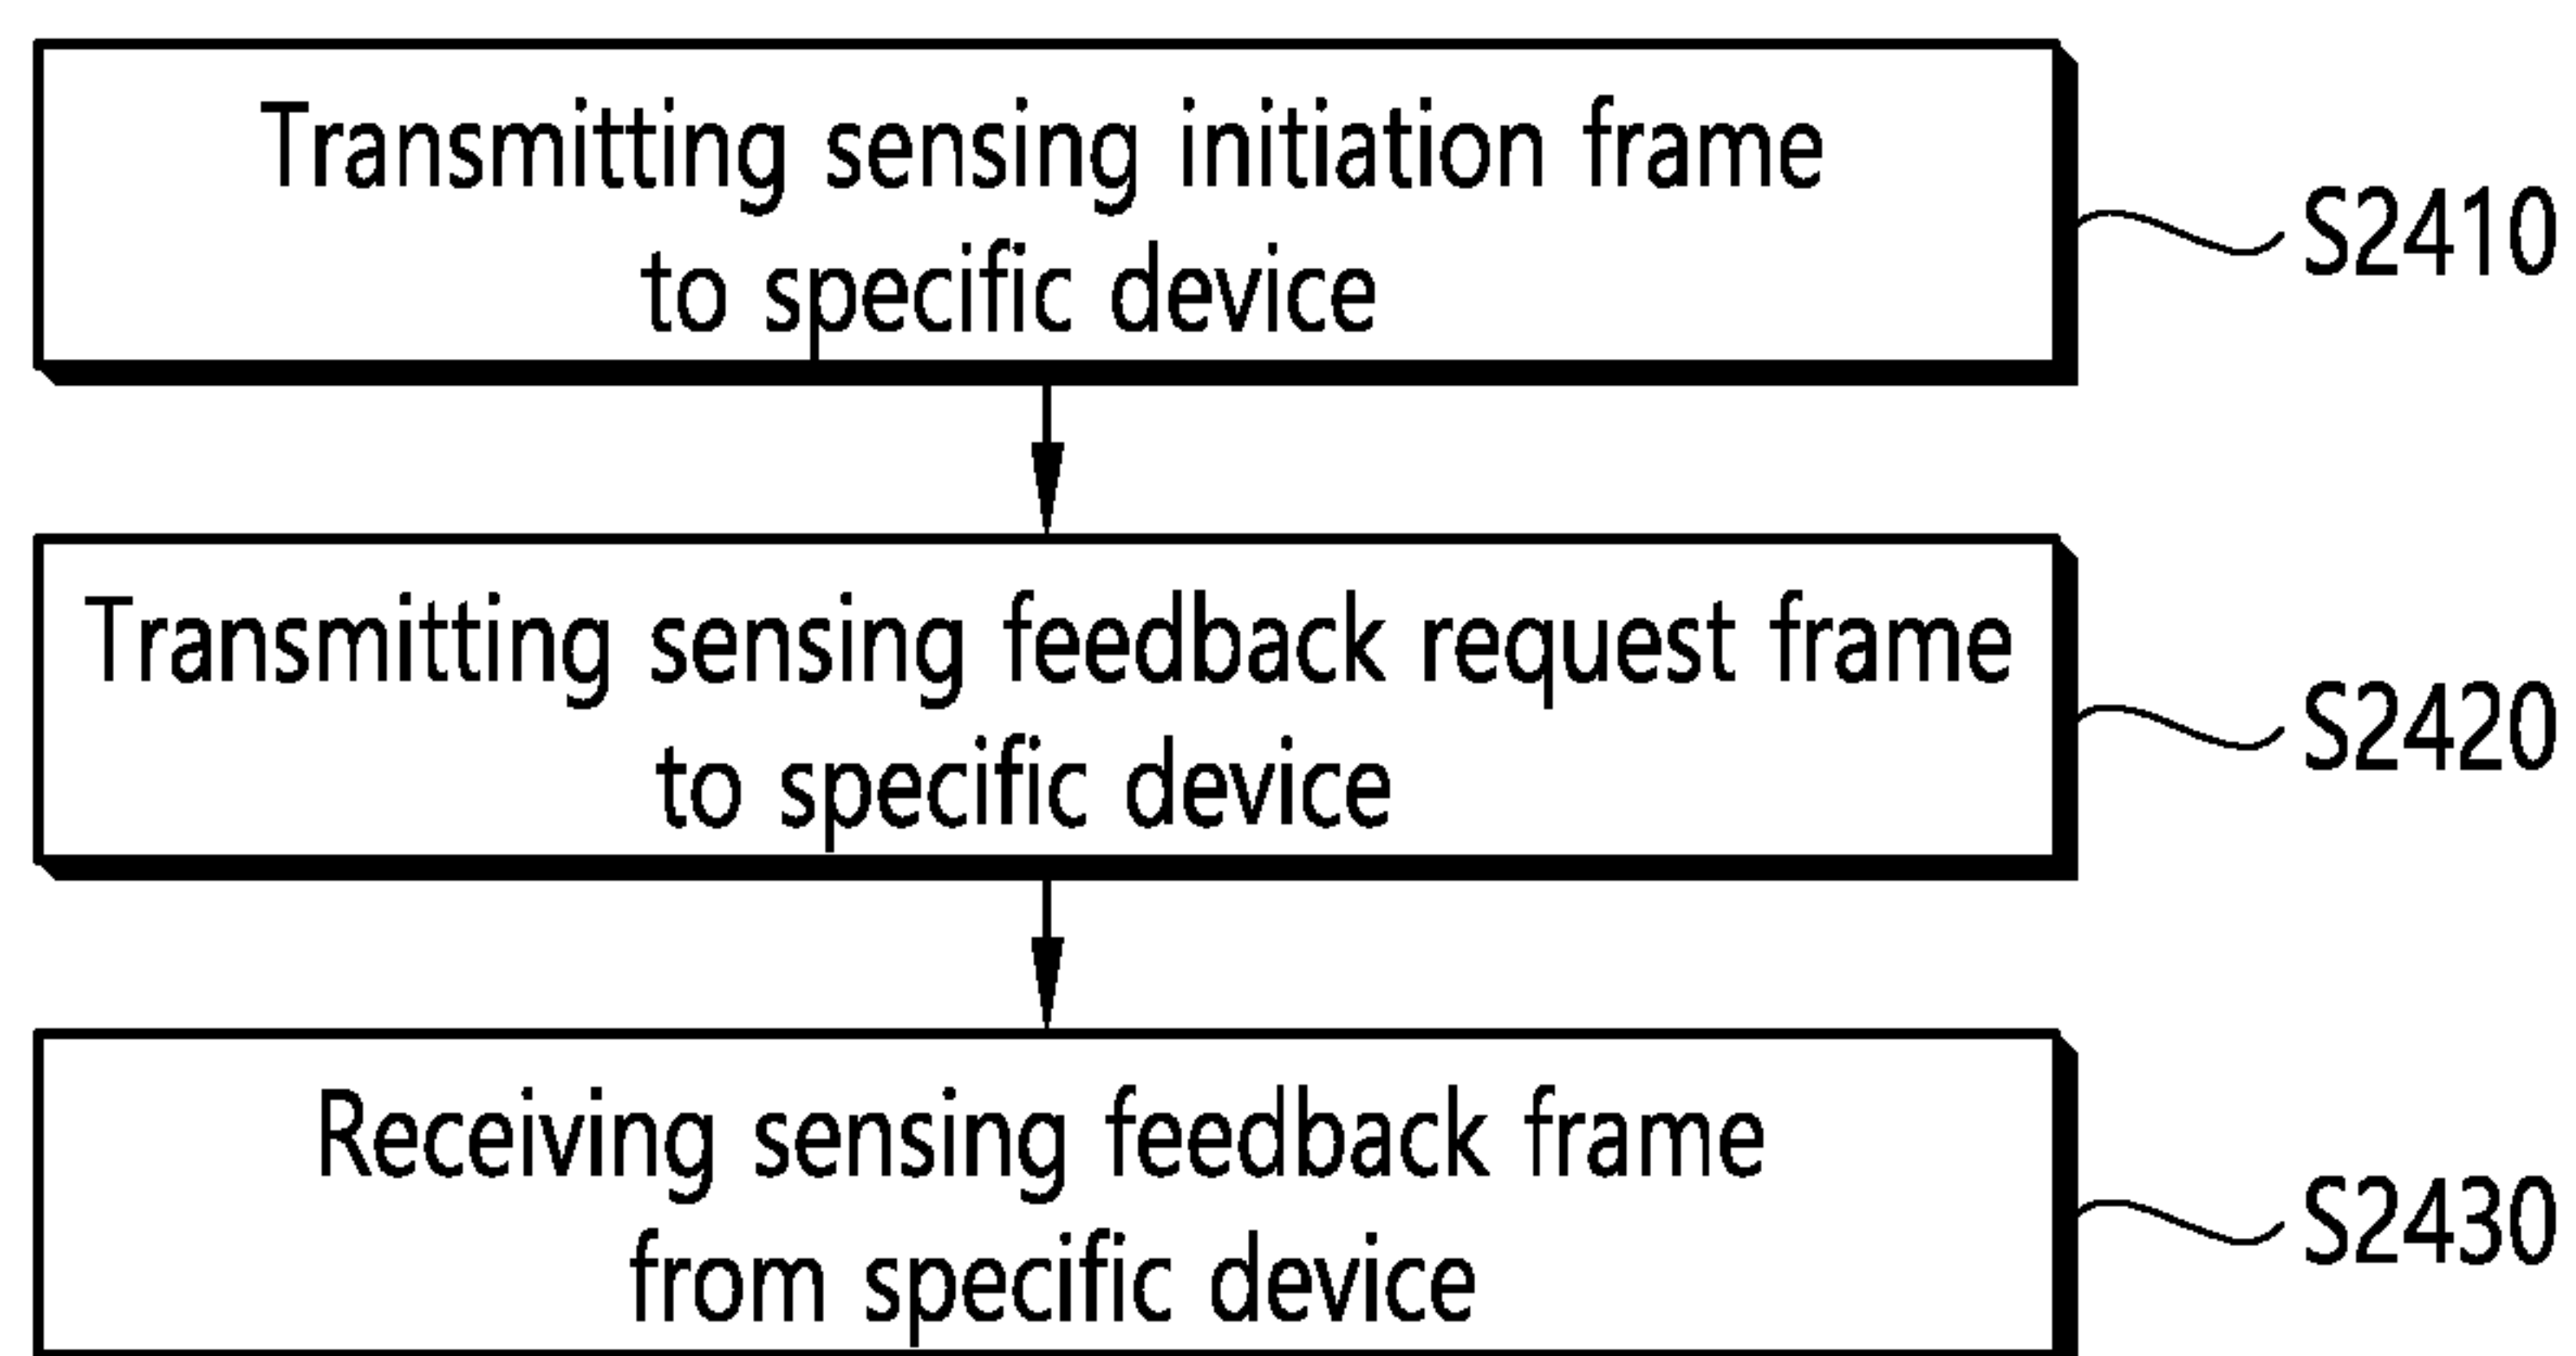 Transmitting sensing initiation frame
to specific device
S2410
Transmitting sensing feedback request frame
to specific device
S2420
Receiving sensing feedback frame
from specific device
S2430